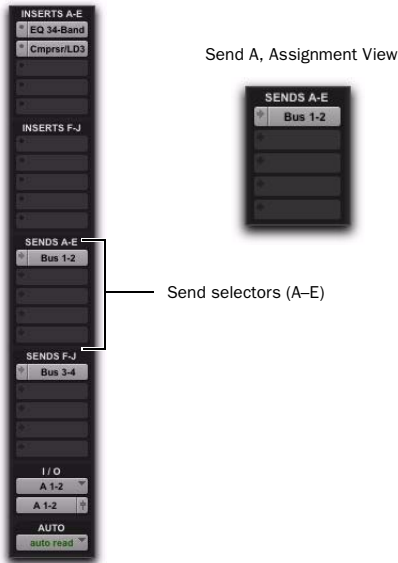 INSERTS A-E
EQ 34-Band
Cmprsr/LD3
INSERTS F-J
SENDS A-E
Bus 1-2
SENDS F-J
Bus 3-4
I / O
A 1-2
A 1-2
AUTO
auto read
Send A, Assignment View
SENDS A-E
Bus 1-2
Send selectors (A–E)